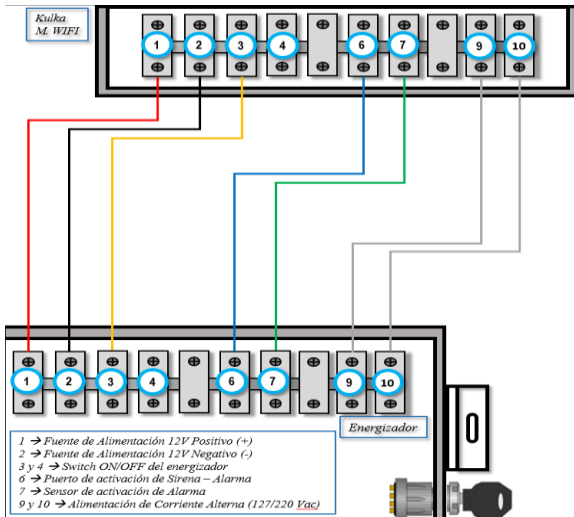 Kulka
M. WIFI
1 2 3 4 6 7 9 10
1 2 3 4 6 7 9 10
Energizador
1 → Fuente de Alimentación 12V Positivo (+)
2 → Fuente de Alimentación 12V Negativo (-)
3 y 4 → Switch ON/OFF del energizador
6 → Puerto de activación de Sirena – Alarma
7 → Sensor de activación de Alarma
9 y 10 → Alimentación de Corriente Alterna (127/220 Vac)